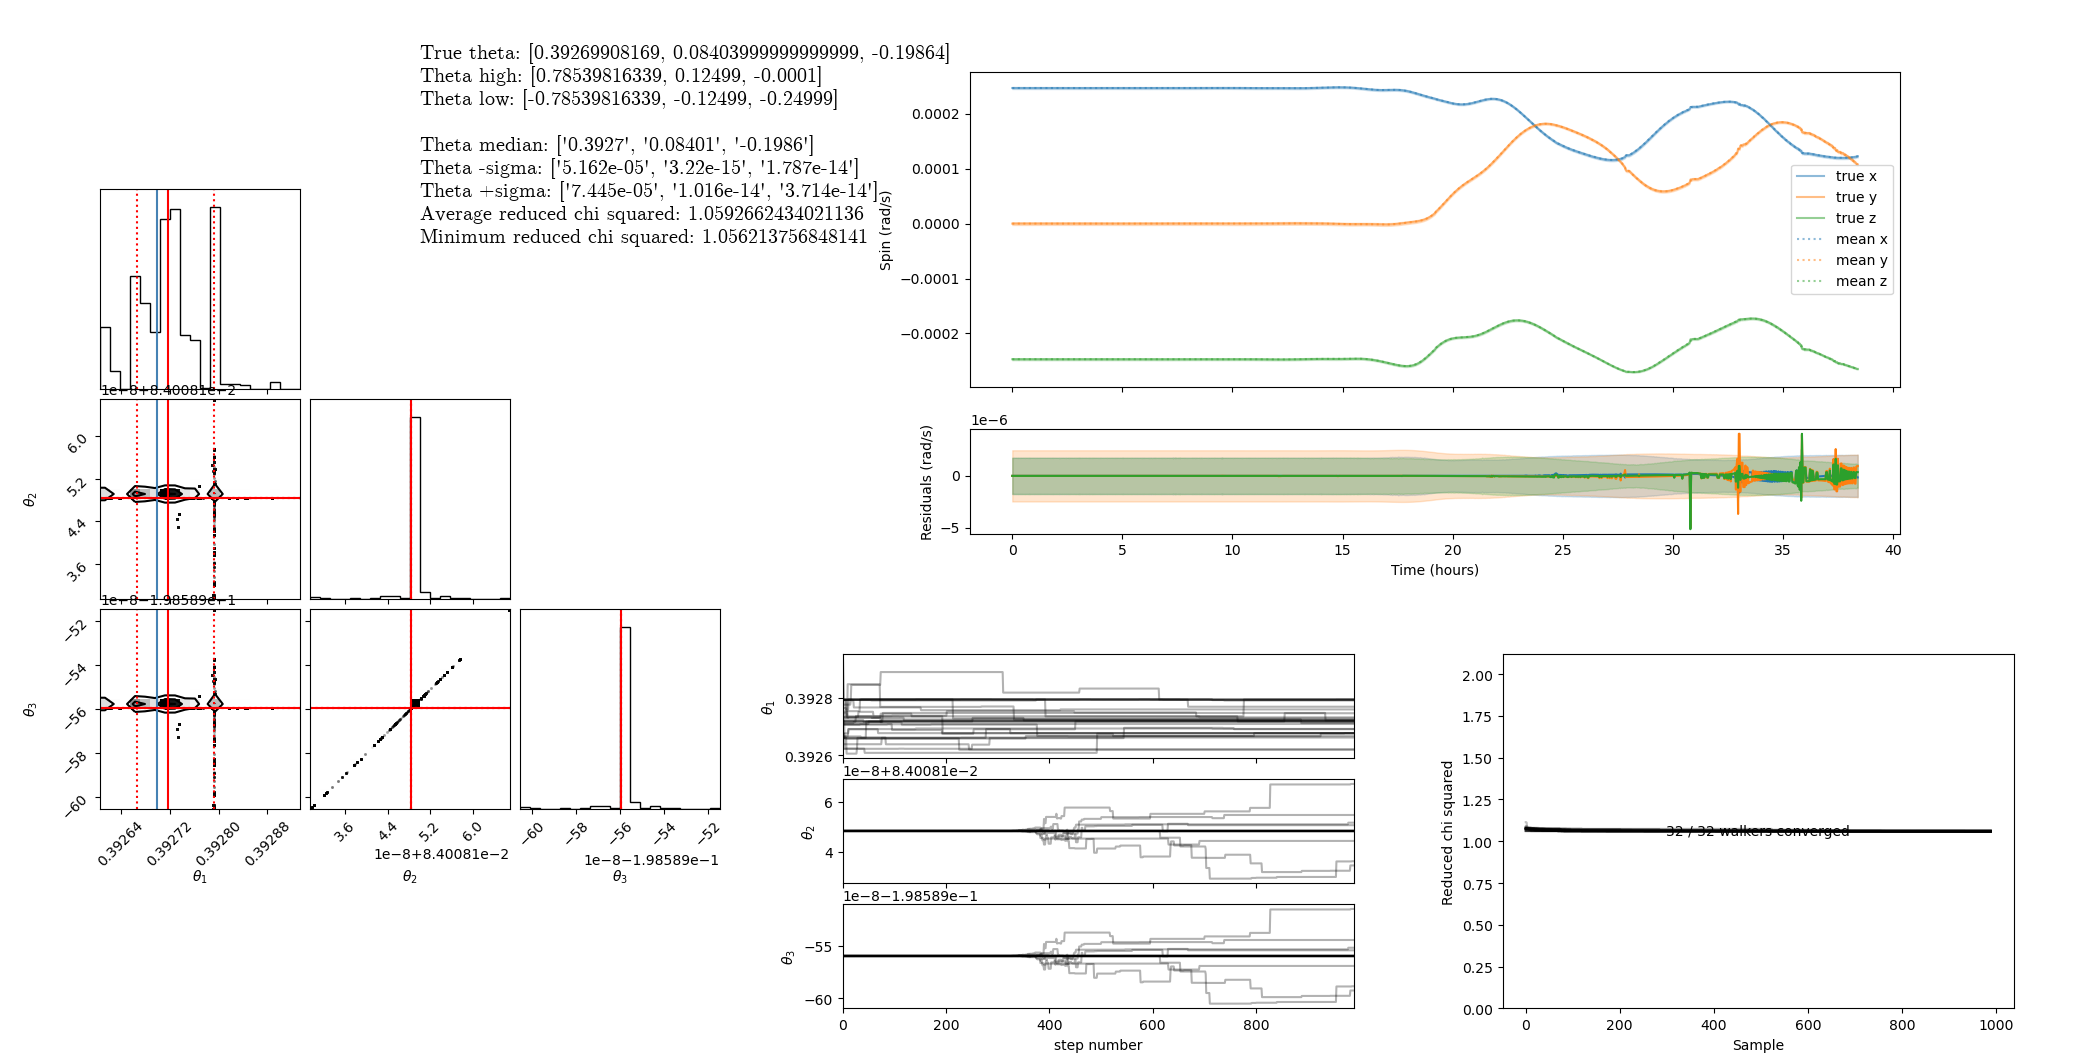 True theta: [0.39269908169, 0.08403999999999999, -0.19864]
Theta high: [0.78539816339, 0.12499, -0.0001]
Theta low: [-0.78539816339, -0.12499, -0.24999]
Theta median: ['0.3927', '0.08401', '-0.1986']
Theta -sigma: ['5.162e-05', '3.22e-15', '1.787e-14']
Theta +sigma: ['7.445e-05', '1.016e-14', '3.714e-14']
Average reduced chi squared: 1.0592662434021136
Minimum reduced chi squared: 1.056213756848141
0.0002
0.0001
0.0000
−0.0001
−0.0002
Spin (rad/s)
true x
true y
true z
mean x
mean y
mean z
1e−6
0
−5
Residuals (rad/s)
0
5
10
15
20
25
30
35
40
Time (hours)
1e−8+8.40081e−2
6.0
5.2
4.4
3.6
θ2
1e−8−1.98589e−1
−52
−54
−56
−58
−60
θ3
0.39264
0.39272
0.39280
0.39288
θ1
3.6
4.4
5.2
6.0
1e−8+8.40081e−2
θ2
−60
−58
−56
−54
−52
1e−8−1.98589e−1
θ3
0.3928
0.3926
θ1
1e−8+8.40081e−2
6
4
θ2
1e−8−1.98589e−1
−55
−60
θ3
0
200
400
600
800
step number
2.00
1.75
1.50
1.25
1.00
0.75
0.50
0.25
0.00
Reduced chi squared
32 / 32 walkers converged
0
200
400
600
800
1000
Sample